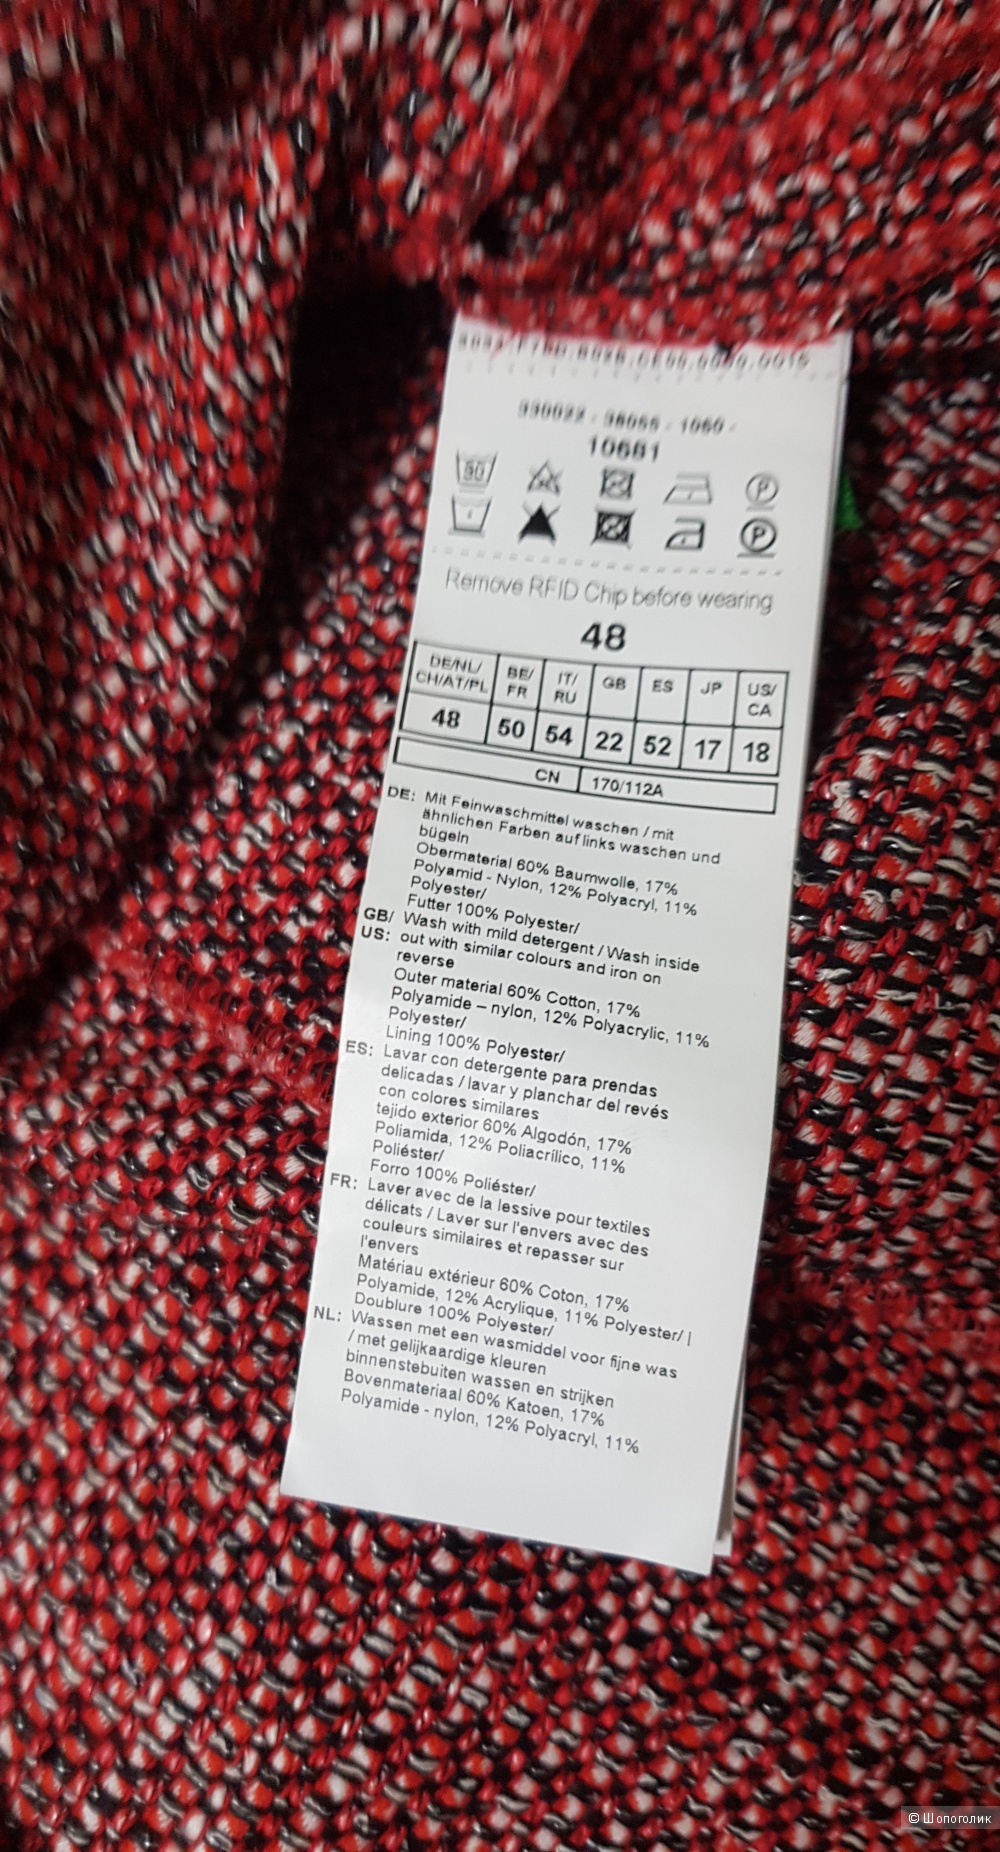 10681
30
P
P
Remove RFID Chip before wearing
48
DE/NL/ CH/AT/PL BE/ FR IT/ RU GB ES JP US/ CA
48 50 54 22 52 17 18
CN 170/112A
DE: Mit Feinwaschmittel waschen / mit
ähnlichen Farben auf links waschen und
bügeln
Obermaterial 60% Baumwolle, 17%
Polyamid - Nylon, 12% Polyacryl, 11%
Polyester/
Futter 100% Polyester/
GB/ US: Wash with mild detergent / Wash inside
out with similar colours and iron on
reverse
Outer material 60% Cotton, 17%
Polyamide – nylon, 12% Polyacrylic, 11%
Polyester/
Lining 100% Polyester/
ES: Lavar con detergente para prendas
delicadas / lavar y planchar del revés
con colores similares
tejido exterior 60% Algodón, 17%
Poliamida, 12% Poliacrílico, 11%
Poliéster/
Forro 100% Poliéster/
FR: Laver avec de la lessive pour textiles
délicats / Laver sur l'envers avec des
couleurs similaires et repasser sur
l'envers
Matériau extérieur 60% Coton, 17%
Polyamide, 12% Acrylique, 11% Polyester/ |
Doublure 100% Polyester/
NL: Wassen met een wasmiddel voor fijne was
/ met gelijkaardige kleuren
binnenstebuiten wassen en strijken
Bovenmateriaal 60% Katoen, 17%
Polyamide - nylon, 12% Polyacryl, 11%
© Шопоголик